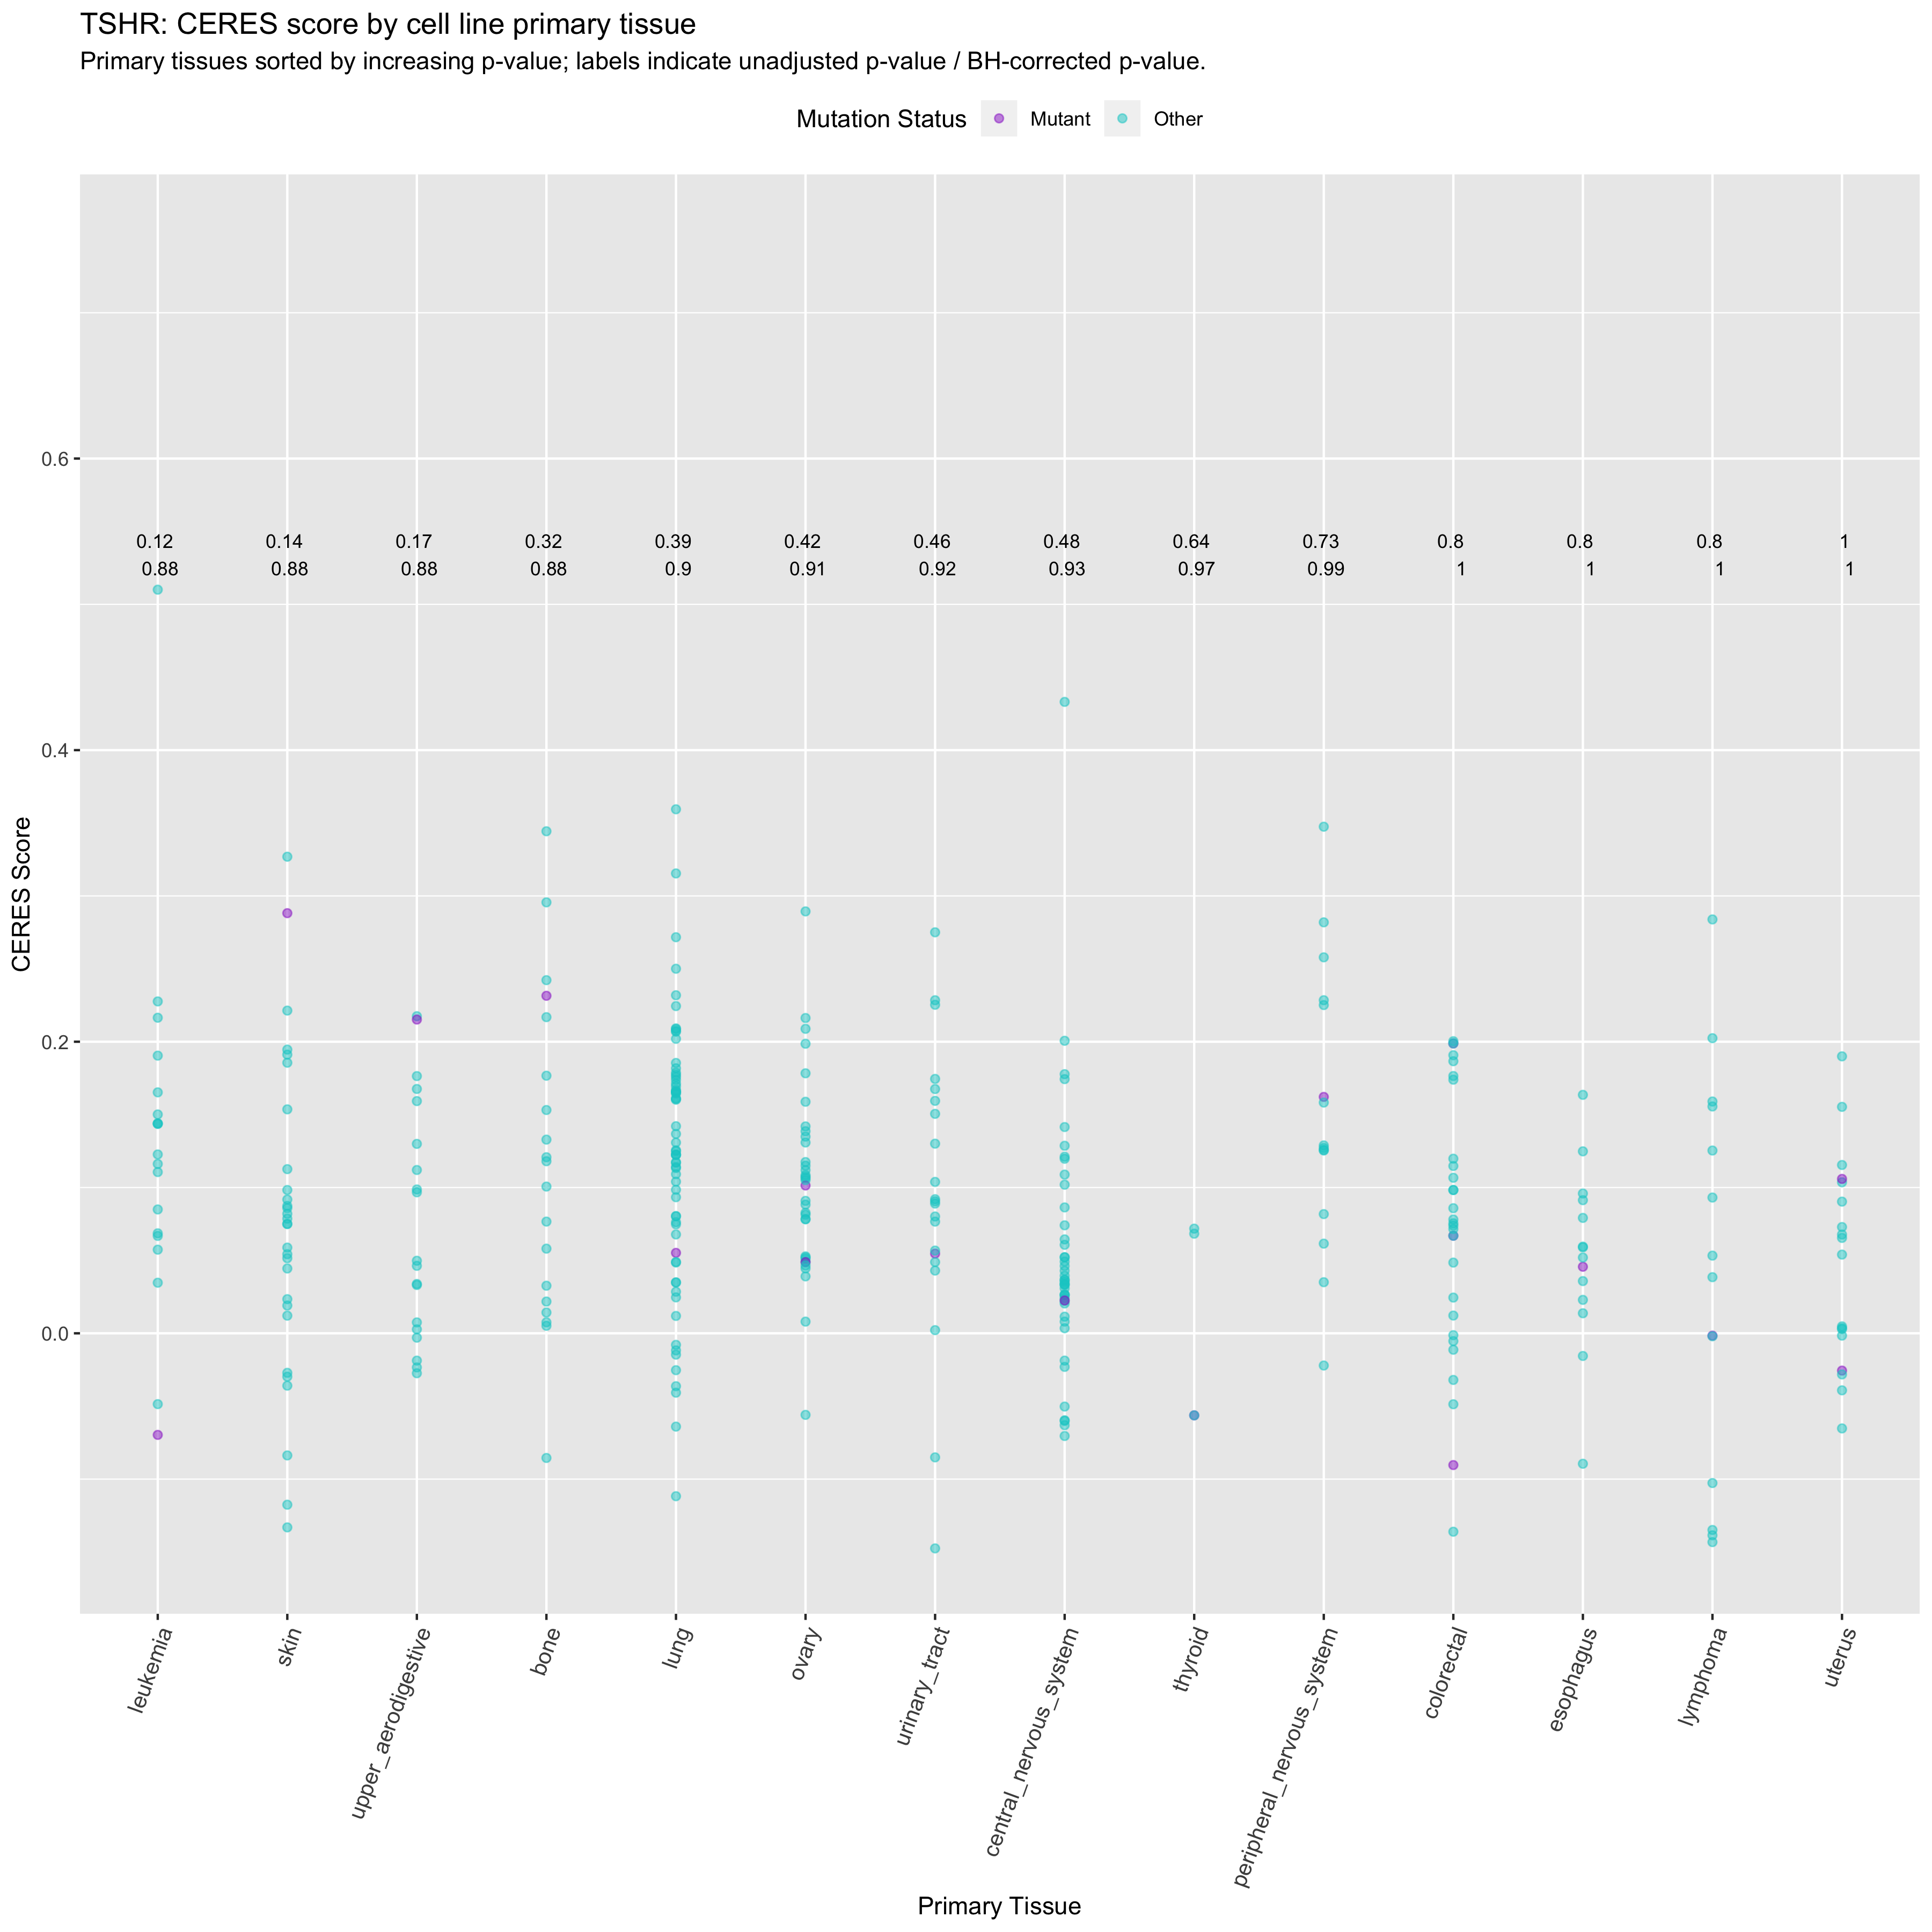 TSHR: CERES score by cell line primary tissue
Primary tissues sorted by increasing p-value; labels indicate unadjusted p-value / BH-corrected p-value.
Mutation Status Mutant Other
0.6
0.12 0.14 0.17 0.32 0.39 0.42 0.46 0.48 0.64 0.73 0.8 0.8 0.8 1
0.88 0.88 0.88 0.88 0.9 0.91 0.92 0.93 0.97 0.99 1 1 1 1
0.4
CERES Score
0.2
0.0
leukemia
skin
upper_aerodigestive
bone
lung
ovary
urinary_tract
central_nervous_system
thyroid
peripheral_nervous_system
colorectal
esophagus
lymphoma
uterus
Primary Tissue